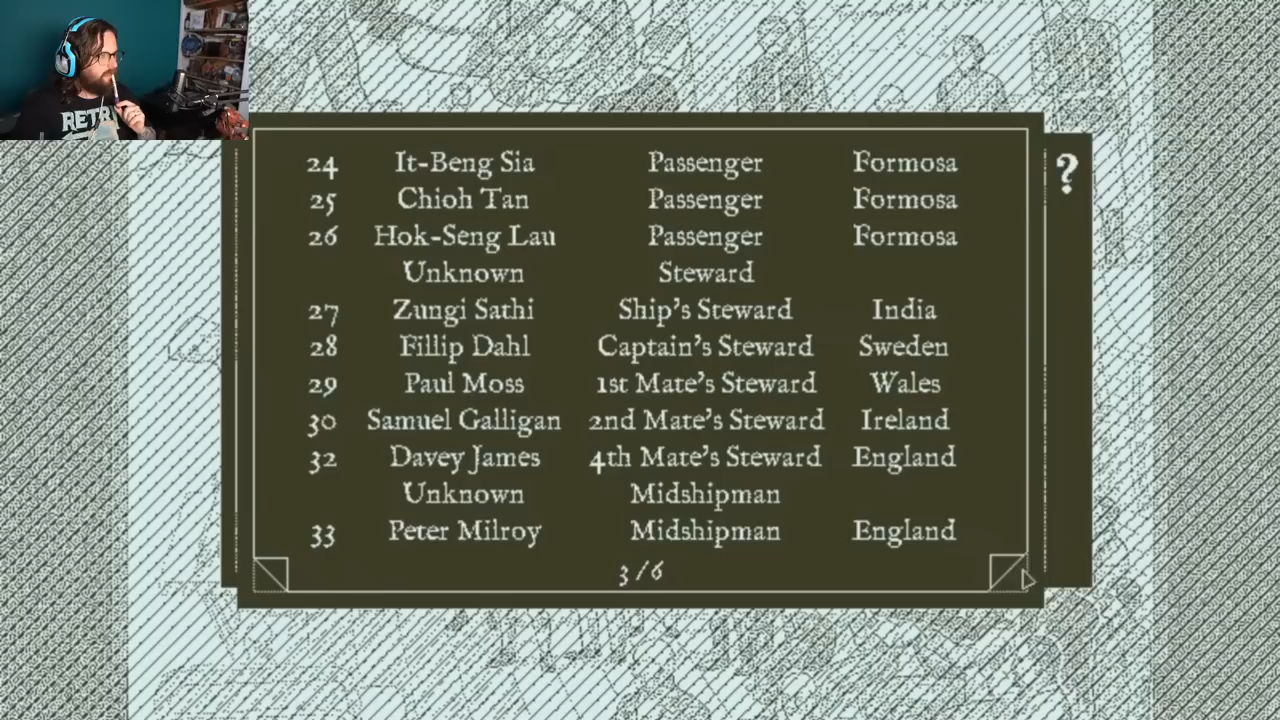 RETR
24 It-Beng Sia Passenger Formosa
25 Chioh Tan Passenger Formosa
26 Hok-Seng Lau Passenger Formosa
Unknown Steward
27 Zungi Sathi Ship's Steward India
28 Fillip Dahl Captain's Steward Sweden
29 Paul Moss 1st Mate's Steward Wales
30 Samuel Galligan 2nd Mate's Steward Ireland
32 Davey James 4th Mate's Steward England
Unknown Midshipman
33 Peter Milroy Midshipman England
3/6
?